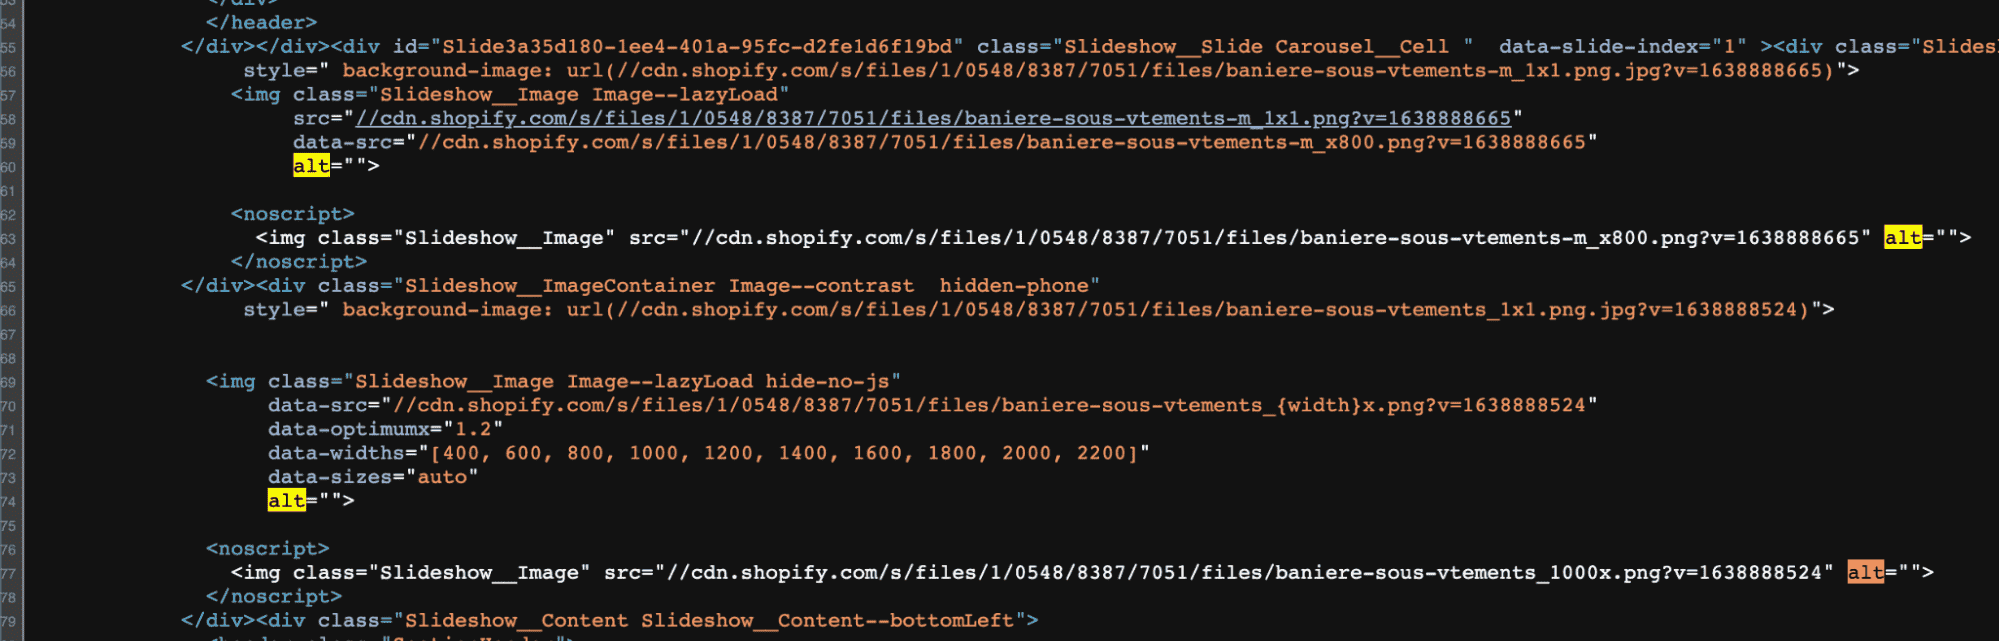 53 </div>
54 </header>
55 </div></div><div id="Slide3a35d180-1ee4-401a-95fc-d2fe1d6f19bd" class="Slideshow__Slide Carousel__Cell "  data-slide-index="1" ><div class="Slides
56 style=" background-image: url(//cdn.shopify.com/s/files/1/0548/8387/7051/files/baniere-sous-vtements-m_1x1.png.jpg?v=1638888665)">
57 <img class="Slideshow__Image Image--lazyLoad"
58 src="//cdn.shopify.com/s/files/1/0548/8387/7051/files/baniere-sous-vtements-m_1x1.png?v=1638888665"
59 data-src="//cdn.shopify.com/s/files/1/0548/8387/7051/files/baniere-sous-vtements-m_x800.png?v=1638888665"
60 alt="">
61
62 <noscript>
63 <img class="Slideshow__Image" src="//cdn.shopify.com/s/files/1/0548/8387/7051/files/baniere-sous-vtements-m_x800.png?v=1638888665" alt="">
64 </noscript>
65 </div><div class="Slideshow__ImageContainer Image--contrast  hidden-phone"
66 style=" background-image: url(//cdn.shopify.com/s/files/1/0548/8387/7051/files/baniere-sous-vtements_1x1.png.jpg?v=1638888524)">
67
68
69 <img class="Slideshow__Image Image--lazyLoad hide-no-js"
70 data-src="//cdn.shopify.com/s/files/1/0548/8387/7051/files/baniere-sous-vtements_{width}x.png?v=1638888524"
71 data-optimumx="1.2"
72 data-widths="[400, 600, 800, 1000, 1200, 1400, 1600, 1800, 2000, 2200]"
73 data-sizes="auto"
74 alt="">
75
76 <noscript>
77 <img class="Slideshow__Image" src="//cdn.shopify.com/s/files/1/0548/8387/7051/files/baniere-sous-vtements_1000x.png?v=1638888524" alt="">
78 </noscript>
79 </div><div class="Slideshow__Content Slideshow__Content--bottomLeft">
<header class="SectionHeader">